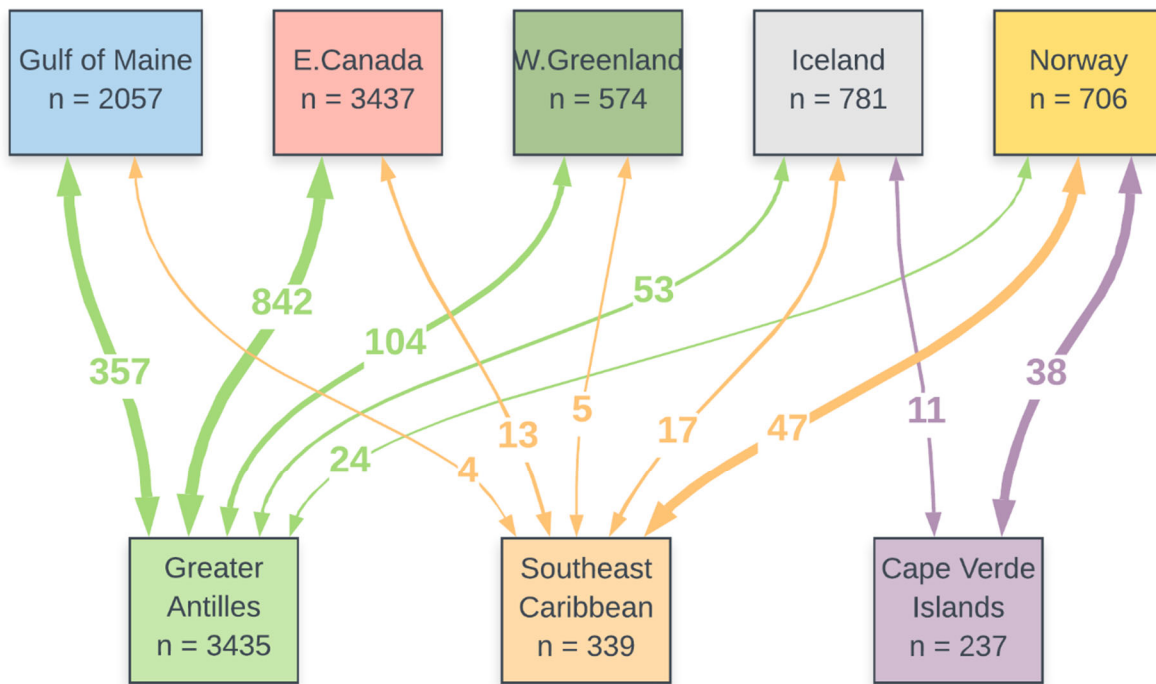 Gulf of Maine
n = 2057
E.Canada
n = 3437
W.Greenland
n = 574
Iceland
n = 781
Norway
n = 706
357
842
104
53
24
4
13
5
17
47
11
38
Greater
Antilles
n = 3435
Southeast
Caribbean
n = 339
Cape Verde
Islands
n = 237